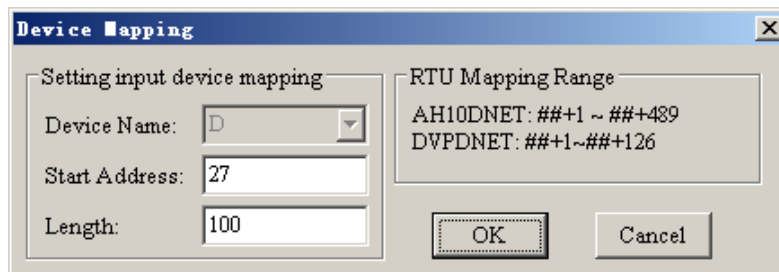 Device Mapping
Setting input device mapping
Device Name: D
Start Address: 27
Length: 100
RTU Mapping Range
AH10DNET: ##+1 ~ ##+489
DVPDNET: ##+1~##+126
OK
Cancel